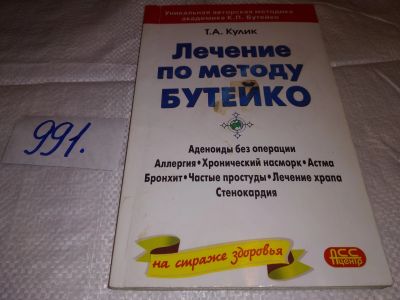 Уникальная авторская методика
академика К.П. Бутейко
Т.А. Кулик
Лечение
по методу
БУТЕЙКО
991.
Аденоиды без операции
Аллергия•Хронический насморк•Астма
Бронхит•Частые простуды•Лечение храпа
Стенокардия
на страже здоровья
АСС
центр